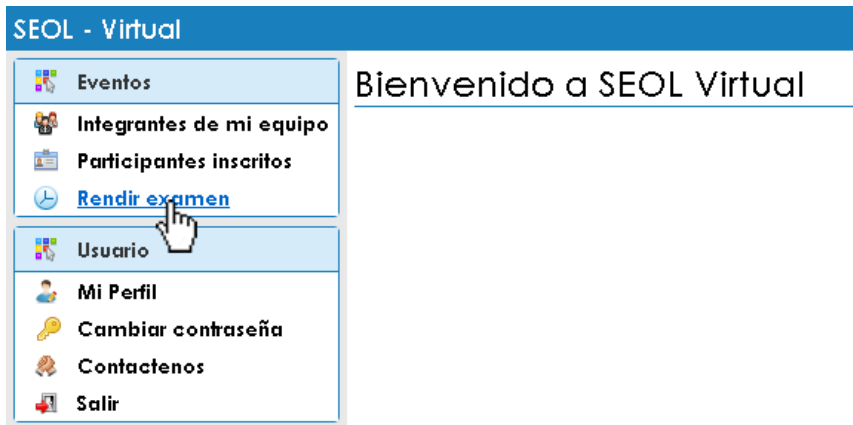 SEOL - Virtual
Eventos
Integrantes de mi equipo
Participantes inscritos
Rendir examen
Usuario
Mi Perfil
Cambiar contraseña
Contactenos
Salir
Bienvenido a SEOL Virtual